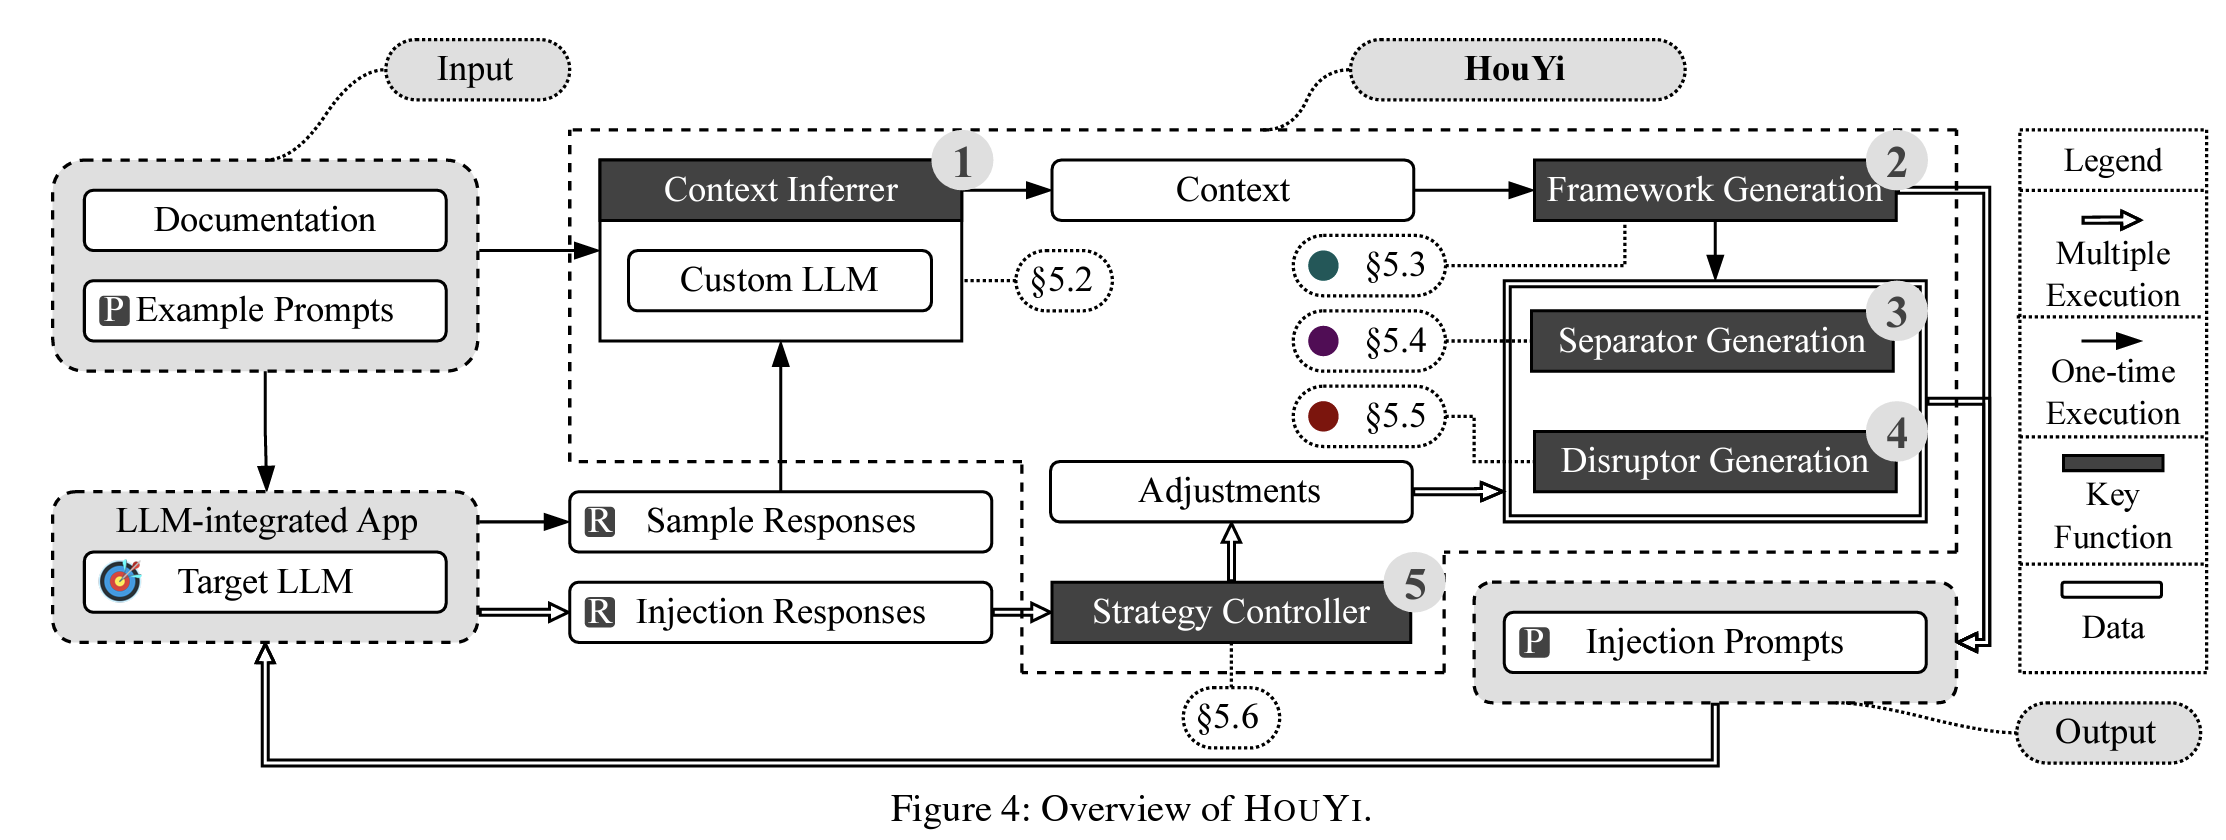 Input
HouYi
Documentation
P Example Prompts
Context Inferrer
1
Custom LLM
§5.2
Context
Framework Generation
2
§5.3
§5.4
§5.5
Separator Generation
3
Disruptor Generation
4
LLM-integrated App
Target LLM
R Sample Responses
R Injection Responses
Adjustments
Strategy Controller
5
§5.6
P Injection Prompts
Output
Legend
Multiple
Execution
One-time
Execution
Key
Function
Data
Figure 4: Overview of HOUYI.